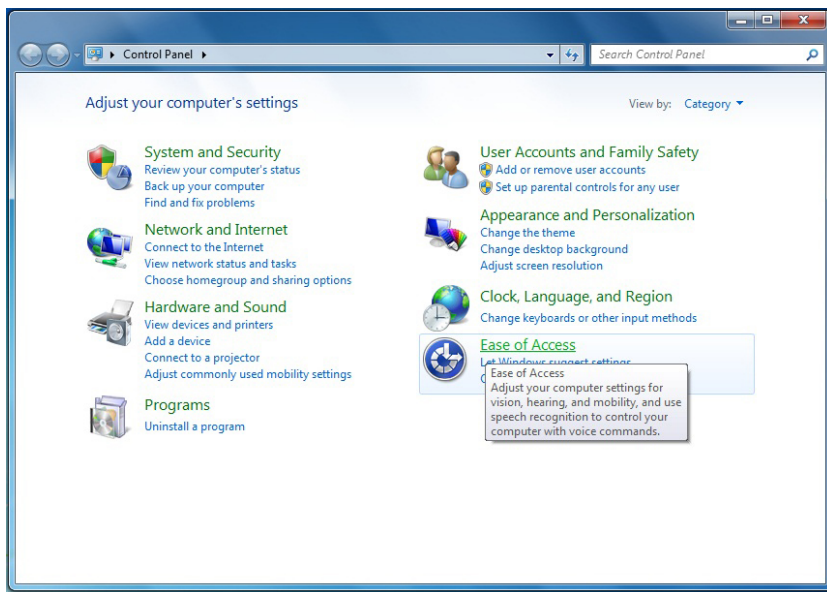 Control Panel
Search Control Panel
Adjust your computer's settings
View by: Category
System and Security
Review your computer's status
Back up your computer
Find and fix problems
Network and Internet
Connect to the Internet
View network status and tasks
Choose homegroup and sharing options
Hardware and Sound
View devices and printers
Add a device
Connect to a projector
Adjust commonly used mobility settings
Programs
Uninstall a program
User Accounts and Family Safety
Add or remove user accounts
Set up parental controls for any user
Appearance and Personalization
Change the theme
Change desktop background
Adjust screen resolution
Clock, Language, and Region
Change keyboards or other input methods
Ease of Access
Let Windows suggest settings
Ease of Access
Adjust your computer settings for
vision, hearing, and mobility, and use
speech recognition to control your
computer with voice commands.